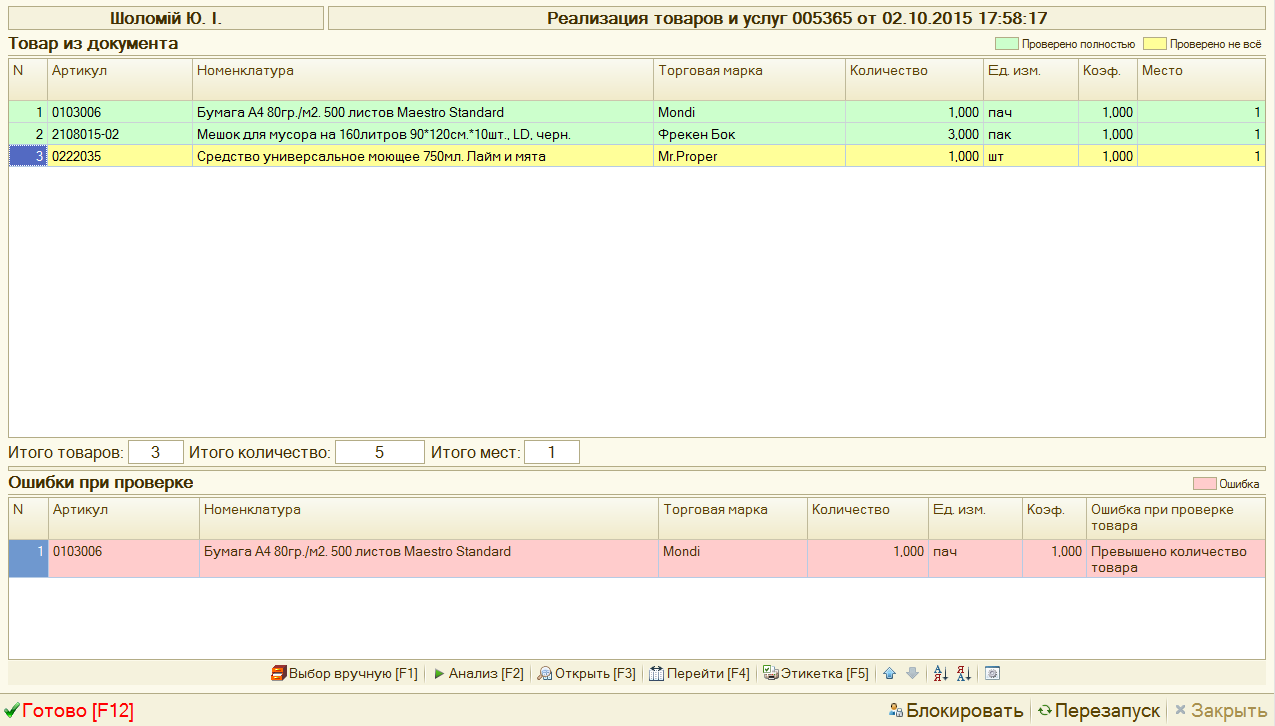 Шоломій Ю. І. Реализация товаров и услуг 005365 от 02.10.2015 17:58:17
Товар из документа Проверено полностью Проверено не всё
N Артикул Номенклатура Торговая марка Количество Ед. изм. Коэф. Место
1 0103006 Бумага А4 80гр./м2. 500 листов Maestro Standard Mondi 1,000 пач 1,000 1
2 2108015-02 Мешок для мусора на 160литров 90*120см.*10шт., LD, черн. Фрекен Бок 3,000 пак 1,000 1
3 0222035 Средство универсальное моющее 750мл. Лайм и мята Mr.Proper 1,000 шт 1,000 1
Итого товаров: 3 Итого количество: 5 Итого мест: 1
Ошибки при проверке Ошибка
N Артикул Номенклатура Торговая марка Количество Ед. изм. Коэф. Ошибка при проверке
товара
1 0103006 Бумага А4 80гр./м2. 500 листов Maestro Standard Mondi 1,000 пач 1,000 Превышено количество
товара
Выбор вручную [F1] Анализ [F2] Открыть [F3] Перейти [F4] Этикетка [F5]
Готово [F12] Блокировать Перезапуск Закрыть